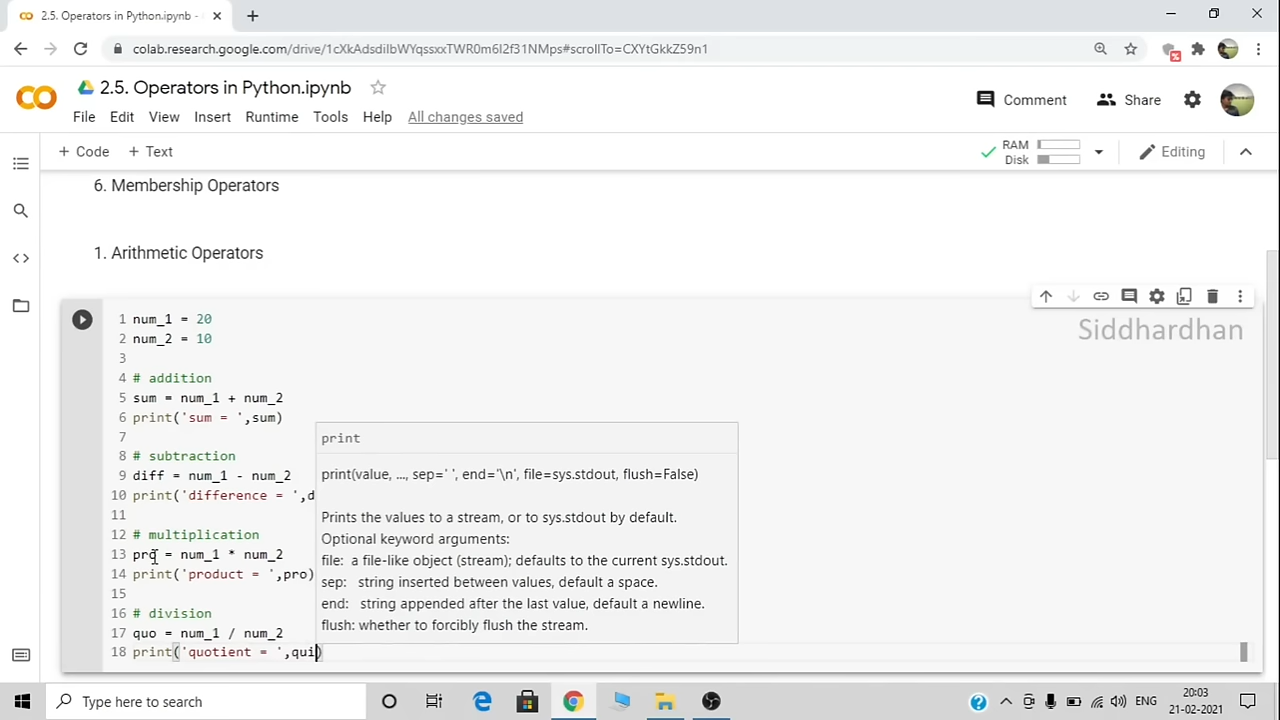 2.5. Operators in Python.ipynb -
colab.research.google.com/drive/1cXkAdsdiIbWYqssxxTWR0m6I2f31NMps#scrollTo=CXYtGkkZ59n1
2.5. Operators in Python.ipynb
Comment
Share
File Edit View Insert Runtime Tools Help All changes saved
+ Code + Text
RAM
Disk
Editing
6. Membership Operators
1. Arithmetic Operators
Siddhardhan
1 num_1 = 20
2 num_2 = 10
3
4 # addition
5 sum = num_1 + num_2
6 print('sum = ',sum)
7
8 # subtraction
9 diff = num_1 - num_2
10 print('difference = ',d
11
12 # multiplication
13 pro = num_1 * num_2
14 print('product = ',pro)
15
16 # division
17 quo = num_1 / num_2
18 print('quotient = ',qui)
print
print(value, ..., sep=' ', end='\n', file=sys.stdout, flush=False)
Prints the values to a stream, or to sys.stdout by default.
Optional keyword arguments:
file: a file-like object (stream); defaults to the current sys.stdout.
sep: string inserted between values, default a space.
end: string appended after the last value, default a newline.
flush: whether to forcibly flush the stream.
Type here to search
ENG
20:03
21-02-2021